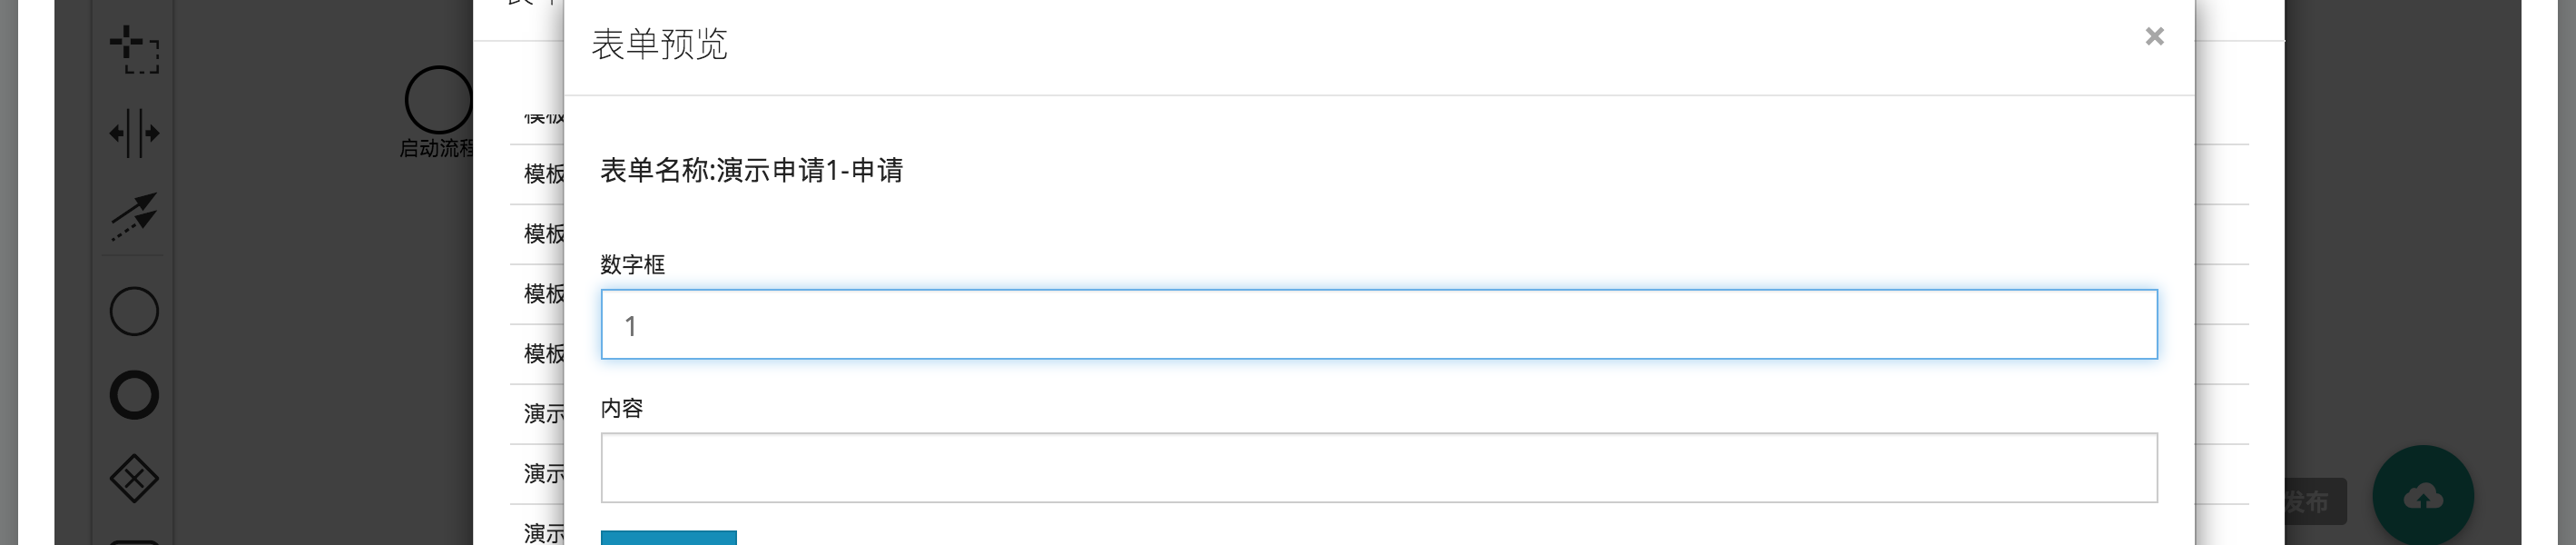 表单预览
×
启动流程
模板
模板
模板
模板
模板
演示
演示
演示
表单名称:演示申请1-申请
数字框
1
内容
发布